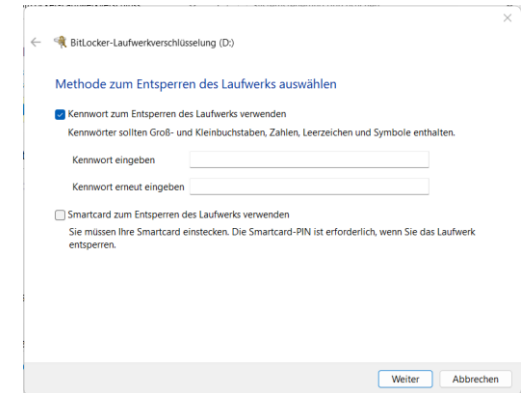 BitLocker-Laufwerkverschlüsselung (D:)
Methode zum Entsperren des Laufwerks auswählen
Kennwort zum Entsperren des Laufwerks verwenden
Kennwörter sollten Groß- und Kleinbuchstaben, Zahlen, Leerzeichen und Symbole enthalten.
Kennwort eingeben
Kennwort erneut eingeben
Smartcard zum Entsperren des Laufwerks verwenden
Sie müssen Ihre Smartcard einstecken. Die Smartcard-PIN ist erforderlich, wenn Sie das Laufwerk
entsperren.
Weiter Abbrechen